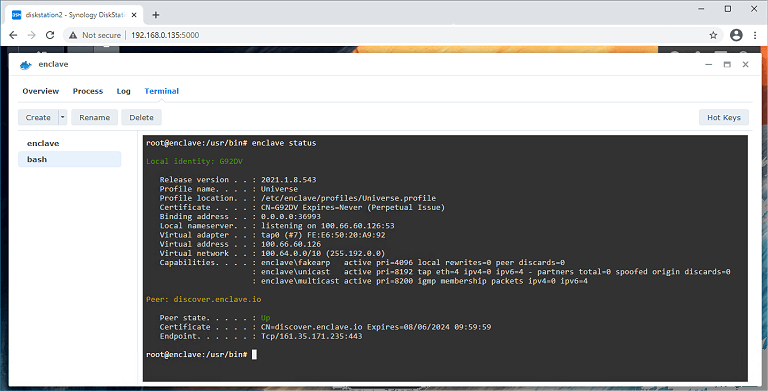 diskstation2 - Synology DiskSta
Not secure | 192.168.0.135:5000
enclave
Overview Process Log Terminal
Create Rename Delete Hot Keys
enclave
bash
root@enclave:/usr/bin# enclave status
Local identity: G92DV
Release version . . : 2021.1.8.543
Profile name. . . . : Universe
Profile location. . : /etc/enclave/profiles/Universe.profile
Certificate . . . . : CN=G92DV Expires=Never (Perpetual Issue)
Binding address . . : 0.0.0.0:36993
Local nameserver. . : listening on 100.66.60.126:53
Virtual adapter . . : tap0 (#7) FE:E6:50:20:A9:92
Virtual address . . : 100.66.60.126
Virtual network . . : 100.64.0.0/10 (255.192.0.0)
Capabilities. . . . : enclave\fakearp active pri=4096 local rewrites=0 peer discards=0
: enclave\unicast active pri=8192 tap eth=4 ipv4=0 ipv6=4 - partners total=0 spoofed origin discards=0
: enclave\multicast active pri=8200 igmp membership packets ipv4=0 ipv6=4
Peer: discover.enclave.io
Peer state. . . . . : Up
Certificate . . . . : CN=discover.enclave.io Expires=08/06/2024 09:59:59
Endpoint. . . . . . : Tcp/161.35.171.235:443
root@enclave:/usr/bin#